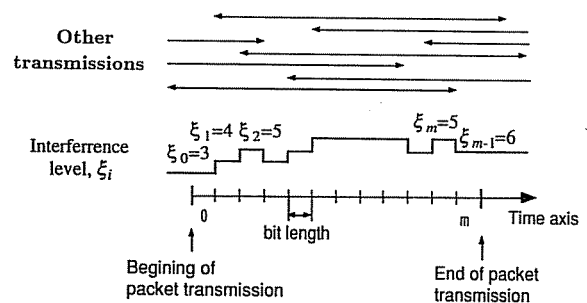 Other
transmissions
Interferrence
level, ξi
ξ0=3
ξ1=4
ξ2=5
ξm=5
ξm-1=6
0
m
Time axis
bit length
Begining of
packet transmission
End of packet
transmission